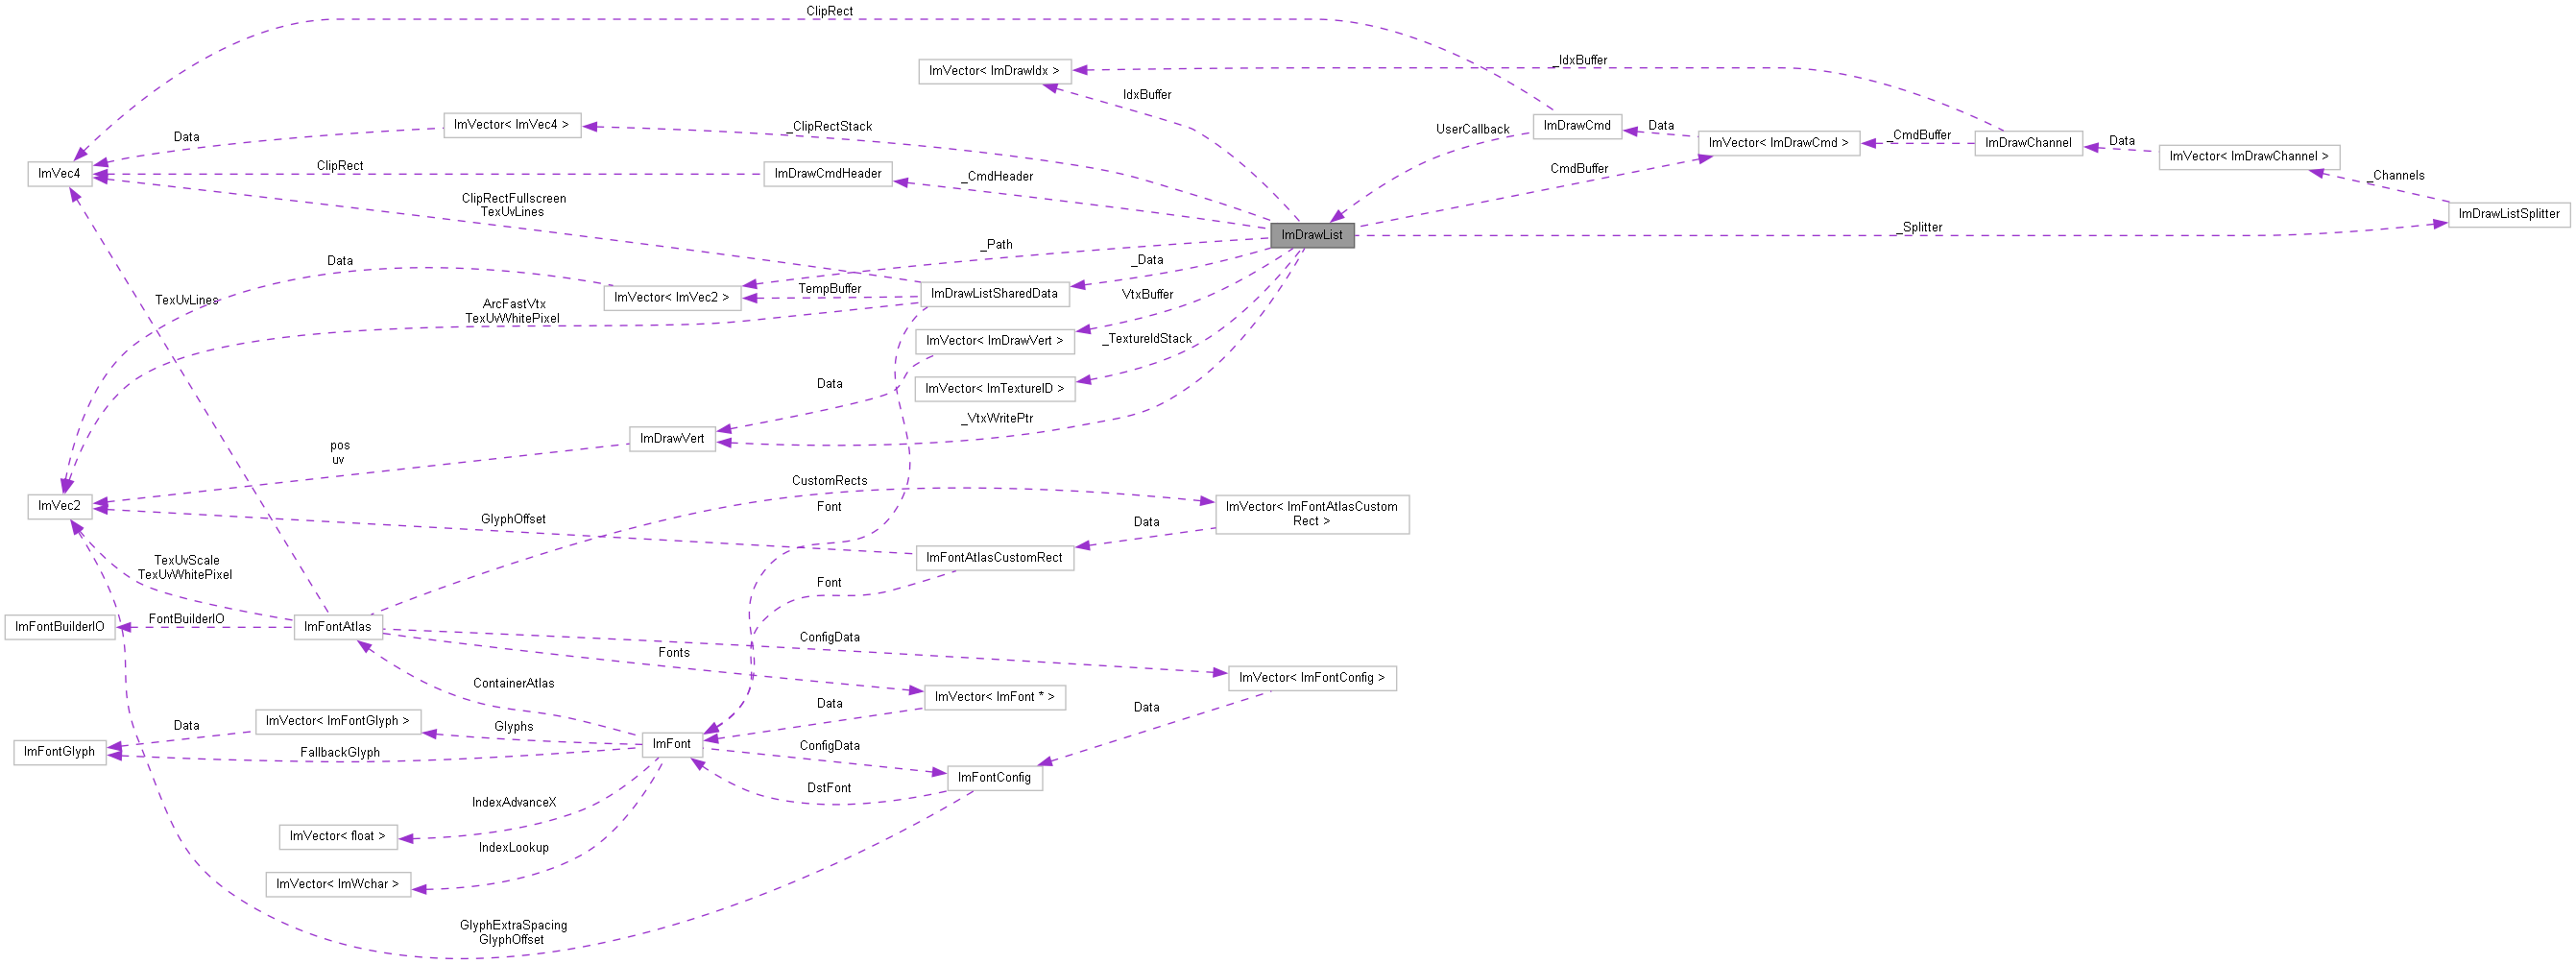 ClipRect
_IdxBuffer
ImVector< ImDrawIdx >
IdxBuffer
ImVector< ImVec4 >
_ClipRectStack
UserCallback
ImDrawCmd
Data
ImVector< ImDrawCmd >
_CmdBuffer
ImDrawChannel
Data
ImVector< ImDrawChannel >
Data
ImVec4
ClipRect
ImDrawCmdHeader
_CmdHeader
CmdBuffer
_Channels
ClipRectFullscreen
TexUvLines
ImDrawListSplitter
ImDrawList
_Splitter
_Path
Data
_Data
TexUvLines
ImVector< ImVec2 >
TempBuffer
ImDrawListSharedData
VtxBuffer
ArcFastVtx
TexUvWhitePixel
ImVector< ImDrawVert >
_TextureIdStack
Data
ImVector< ImTextureID >
_VtxWritePtr
ImDrawVert
pos
uv
CustomRects
Font
ImVec2
ImVector< ImFontAtlasCustom
Rect >
GlyphOffset
Data
ImFontAtlasCustomRect
TexUvScale
TexUvWhitePixel
Font
ImFontBuilderIO
FontBuilderIO
ImFontAtlas
ConfigData
Fonts
ImVector< ImFontConfig >
ContainerAtlas
ImVector< ImFont * >
Data
Data
ImVector< ImFontGlyph >
Data
Glyphs
ImFontGlyph
FallbackGlyph
ImFont
ConfigData
ImFontConfig
DstFont
IndexAdvanceX
ImVector< float >
IndexLookup
ImVector< ImWchar >
GlyphExtraSpacing
GlyphOffset